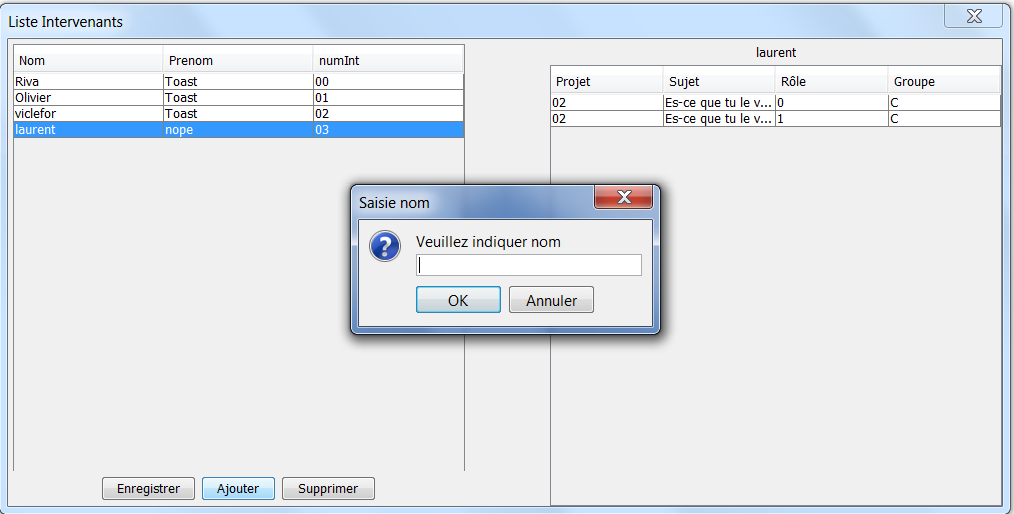 Liste Intervenants
laurent
Nom Prenom numInt
Riva Toast 00
Olivier Toast 01
viclefor Toast 02
laurent nope 03
Projet Sujet Rôle Groupe
02 Es-ce que tu le v... 0 C
02 Es-ce que tu le v... 1 C
Saisie nom
Veuillez indiquer nom
OK Annuler
Enregistrer Ajouter Supprimer